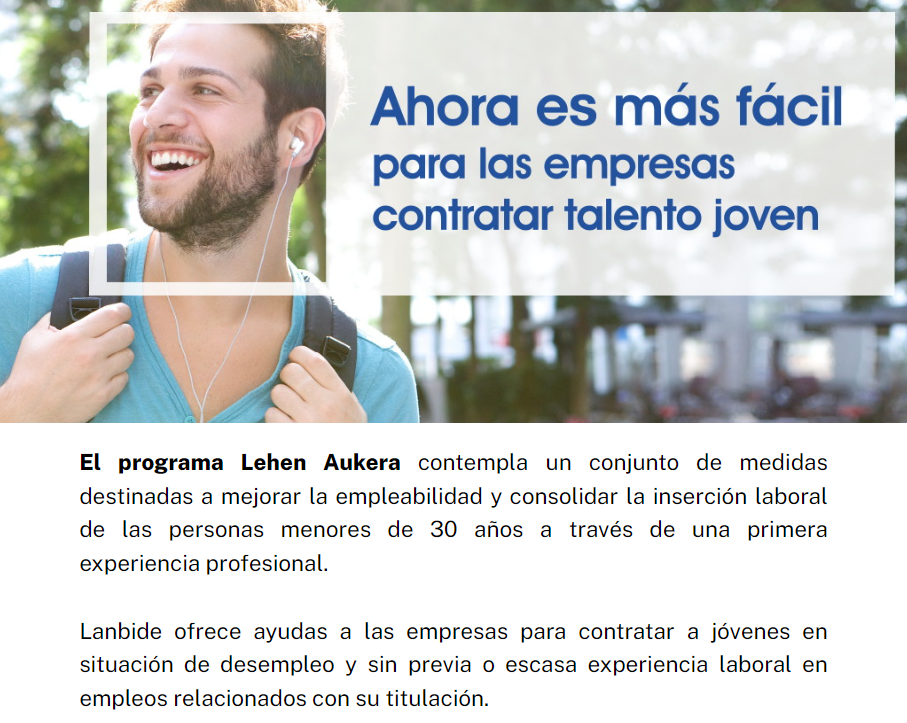 Ahora es más fácil
para las empresas
contratar talento joven
El programa Lehen Aukera contempla un conjunto de medidas
destinadas a mejorar la empleabilidad y consolidar la inserción laboral
de las personas menores de 30 años a través de una primera
experiencia profesional.
Lanbide ofrece ayudas a las empresas para contratar a jóvenes en
situación de desempleo y sin previa o escasa experiencia laboral en
empleos relacionados con su titulación.